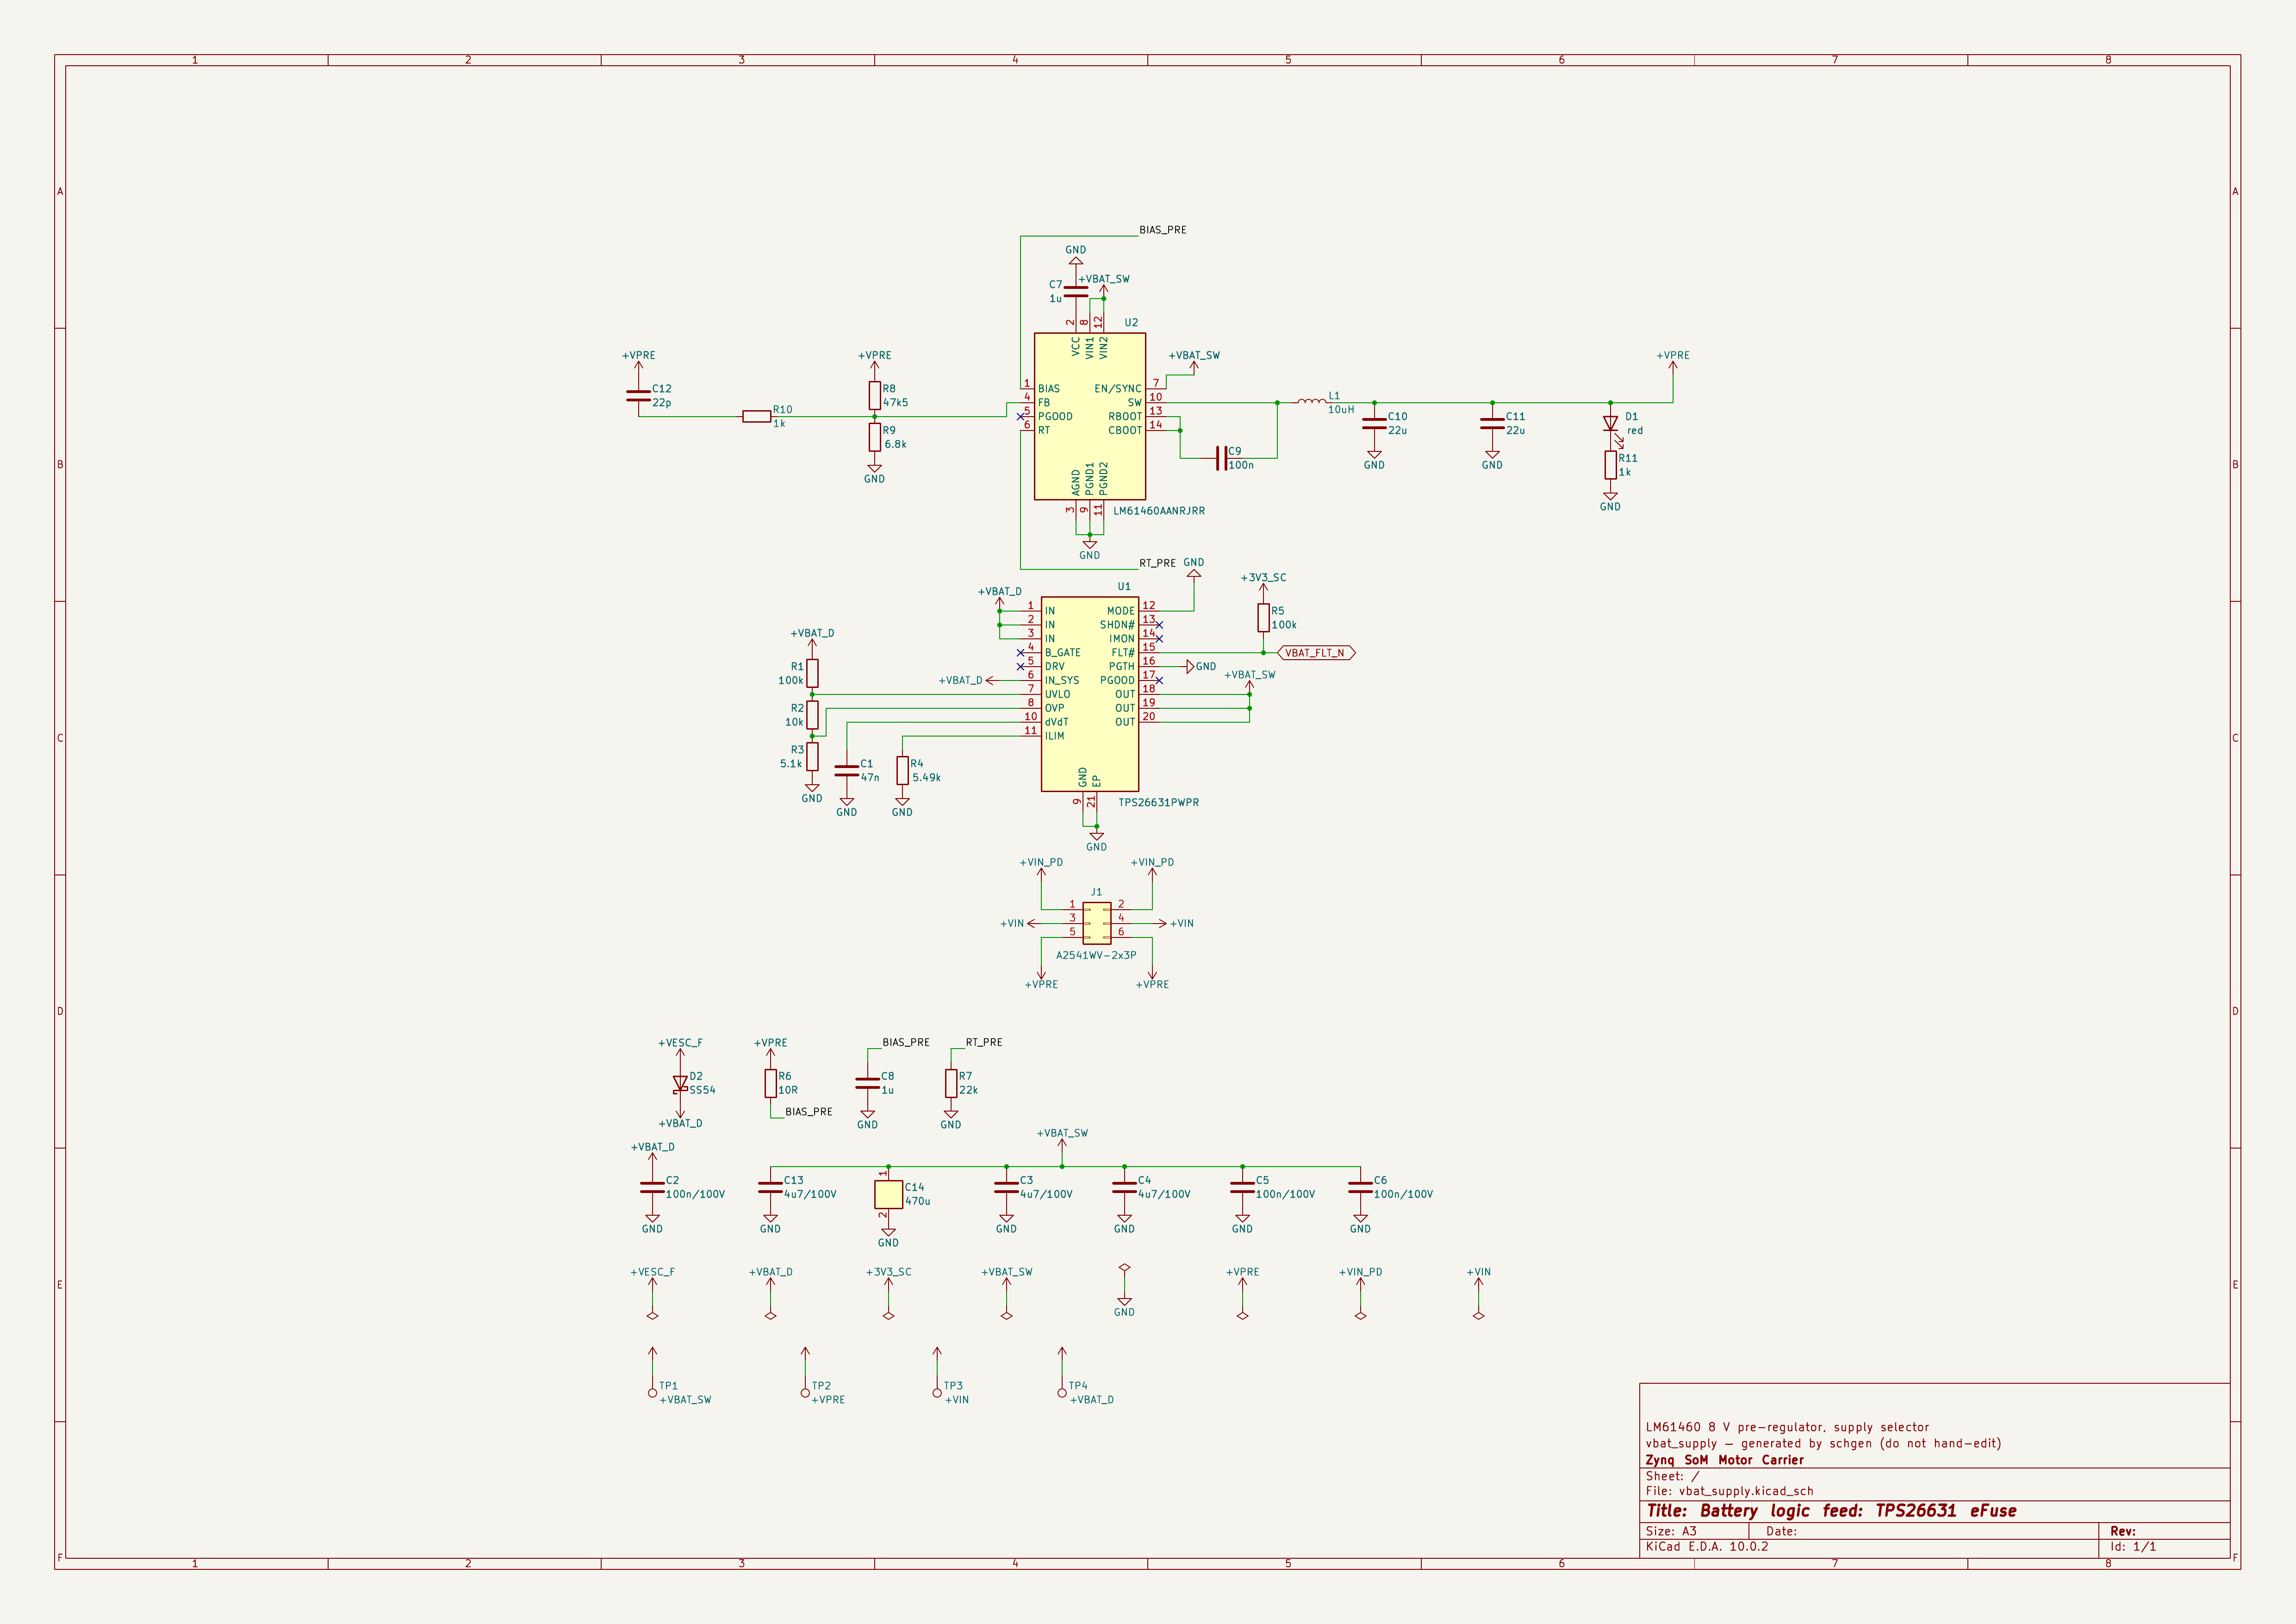 1 2 3 4 5 6 7 8
A A
BIAS_PRE
GND
+VBAT_SW
C7
1u
2 8 12
U2
VCC VIN1 VIN2
+VPRE
C12
22p
R10
1k
+VPRE
R8
47k5
R9
6.8k
GND
1 BIAS
4 FB
5 PGOOD
6 RT
EN/SYNC 7
SW 10
RBOOT 13
CBOOT 14
+VBAT_SW
AGND PGND1 PGND2
3 9 11
LM61460AANRJRR
GND
C9
100n
L1
10uH
C10
22u
GND
C11
22u
GND
+VPRE
D1
red
R11
1k
GND
B B
RT_PRE
GND
+3V3_SC
R5
100k
VBAT_FLT_N
+VBAT_D
U1
1 IN
2 IN
3 IN
4 B_GATE
5 DRV
6 IN_SYS
7 UVLO
8 OVP
10 dVdT
11 ILIM
MODE 12
SHDN# 13
IMON 14
FLT# 15
PGTH 16
PGOOD 17
OUT 18
OUT 19
OUT 20
GND
+VBAT_SW
+VBAT_D
+VBAT_D
R1
100k
R2
10k
R3
5.1k
GND
C1
47n
GND
R4
5.49k
GND
GND EP
9 21
TPS26631PWPR
GND
C C
+VIN_PD +VIN_PD
J1
1 2
+VIN 3 4 +VIN
5 6
A2541WV-2x3P
+VPRE +VPRE
D D
+VESC_F
D2
SS54
+VBAT_D
+VPRE
R6
10R
BIAS_PRE
BIAS_PRE
C8
1u
GND
RT_PRE
R7
22k
GND
+VBAT_D
C2
100n/100V
GND
+VBAT_SW
C13
4u7/100V
GND
1
C14
470u
2
GND
C3
4u7/100V
GND
C4
4u7/100V
GND
C5
100n/100V
GND
C6
100n/100V
GND
E E
+VESC_F +VBAT_D +3V3_SC +VBAT_SW GND +VPRE +VIN_PD +VIN
TP1
+VBAT_SW
TP2
+VPRE
TP3
+VIN
TP4
+VBAT_D
LM61460 8 V pre-regulator, supply selector
vbat_supply — generated by schgen (do not hand-edit)
Zynq SoM Motor Carrier
Sheet: /
File: vbat_supply.kicad_sch
Title: Battery logic feed: TPS26631 eFuse
Size: A3 Date: Rev:
KiCad E.D.A. 10.0.2 Id: 1/1
F F
1 2 3 4 5 6 7 8